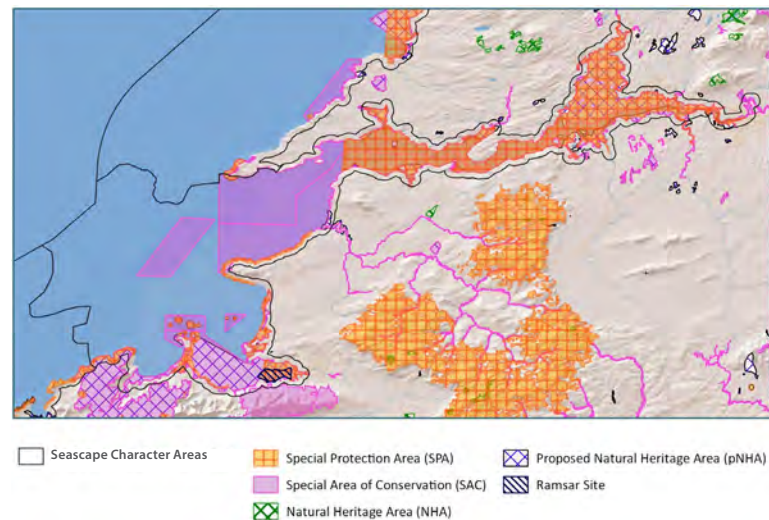 Seascape Character Areas
Special Protection Area (SPA)
Special Area of Conservation (SAC)
Natural Heritage Area (NHA)
Proposed Natural Heritage Area (pNHA)
Ramsar Site